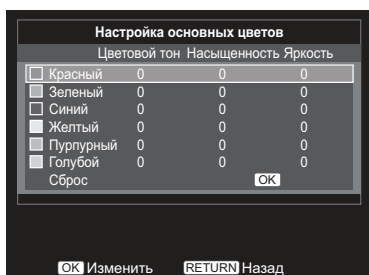 Настройка основных цветов
Цветовой тон Насыщенность Яркость
Красный 0 0 0
Зеленый 0 0 0
Синий 0 0 0
Желтый 0 0 0
Пурпурный 0 0 0
Голубой 0 0 0
Сброс OK
OK Изменить RETURN Назад